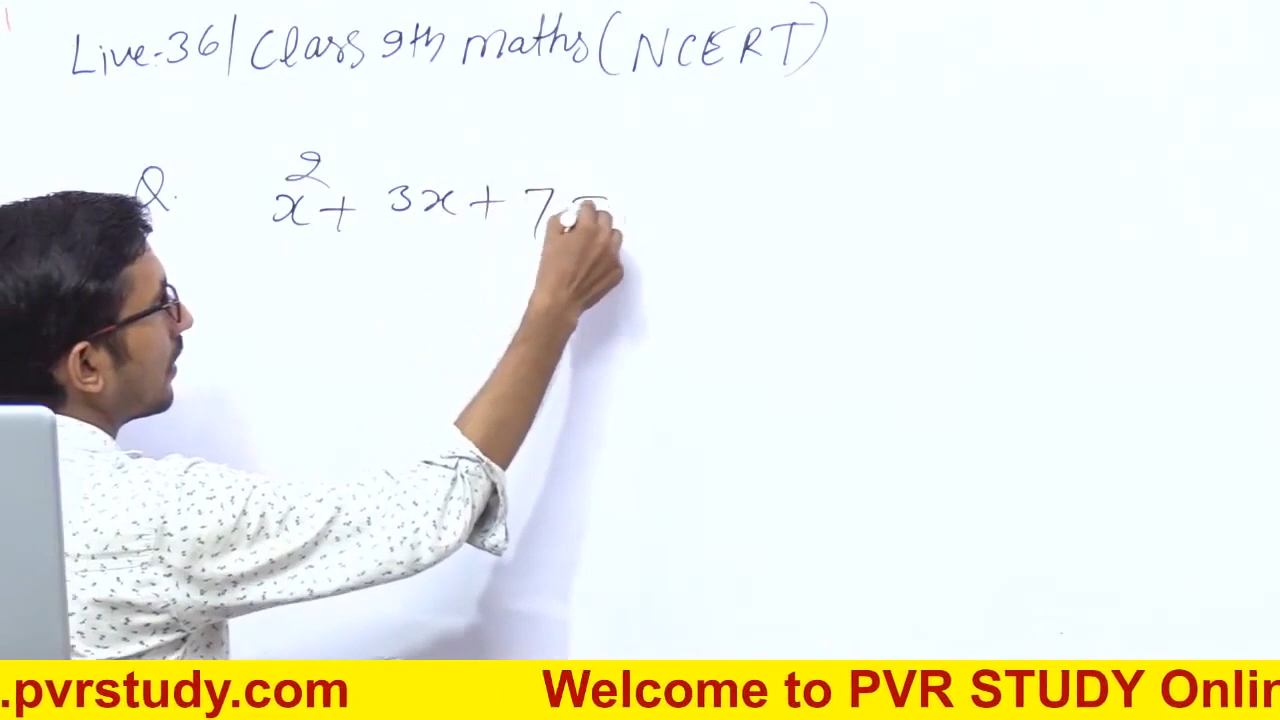 Live:-36/Class 9th maths (NCERT)
Q. x² + 3x + 7 =
.pvrstudy.com Welcome to PVR STUDY Onlin